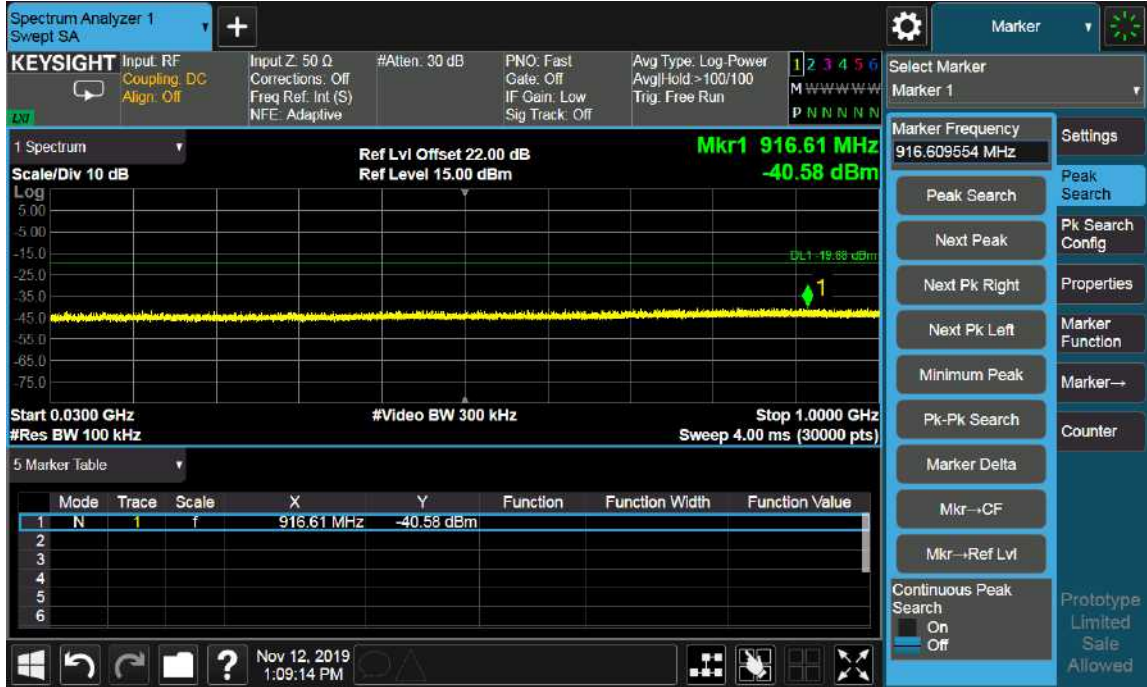 Spectrum Analyzer 1
Swept SA
Marker
KEYSIGHT
Input: RF
Coupling: DC
Align: Off
Input Z: 50 Ω
Corrections: Off
Freq Ref: Int (S)
NFE: Adaptive
#Atten: 30 dB
PNO: Fast
Gate: Off
IF Gain: Low
Sig Track: Off
Avg Type: Log-Power
Avg|Hold:>100/100
Trig: Free Run
1 2 3 4 5 6
M W W W W W
P N N N N N
LXI
Select Marker
Marker 1
1 Spectrum
Scale/Div 10 dB
Ref Lvl Offset 22.00 dB
Ref Level 15.00 dBm
Mkr1 916.61 MHz
-40.58 dBm
Log
5.00
-5.00
-15.0
-25.0
-35.0
-45.0
-55.0
-65.0
-75.0
DL1 -19.68 dBm
1
Start 0.0300 GHz
#Res BW 100 kHz
#Video BW 300 kHz
Stop 1.0000 GHz
Sweep 4.00 ms (30000 pts)
5 Marker Table
Mode Trace Scale X Y Function Function Width Function Value
1 N 1 f 916.61 MHz -40.58 dBm
2
3
4
5
6
Marker Frequency
916.609554 MHz
Peak Search
Next Peak
Next Pk Right
Next Pk Left
Minimum Peak
Pk-Pk Search
Marker Delta
Mkr→CF
Mkr→Ref Lvl
Continuous Peak
Search
On
Off
Settings
Peak
Search
Pk Search
Config
Properties
Marker
Function
Marker→
Counter
Prototype
Limited
Sale
Allowed
?
Nov 12, 2019
1:09:14 PM